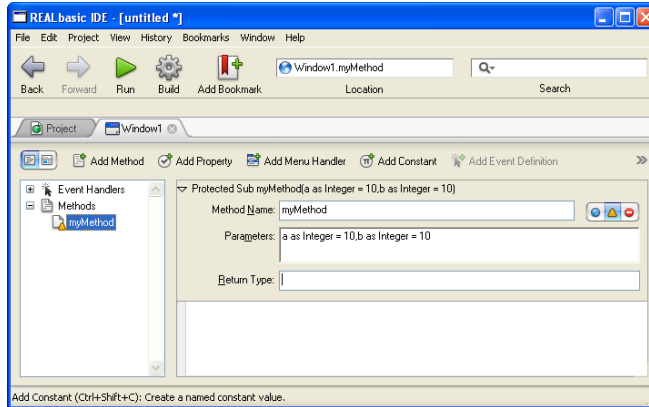 REALbasic IDE - [untitled *]
File Edit Project View History Bookmarks Window Help
Window1.myMethod
Back Forward Run Build Add Bookmark Location Search
Project Window1
Add Method Add Property Add Menu Handler Add Constant Add Event Definition
Event Handlers
Methods
myMethod
Protected Sub myMethod(a as Integer = 10,b as Integer = 10)
Method Name: myMethod
Parameters: a as Integer = 10,b as Integer = 10
Return Type:
Add Constant (Ctrl+Shift+C): Create a named constant value.